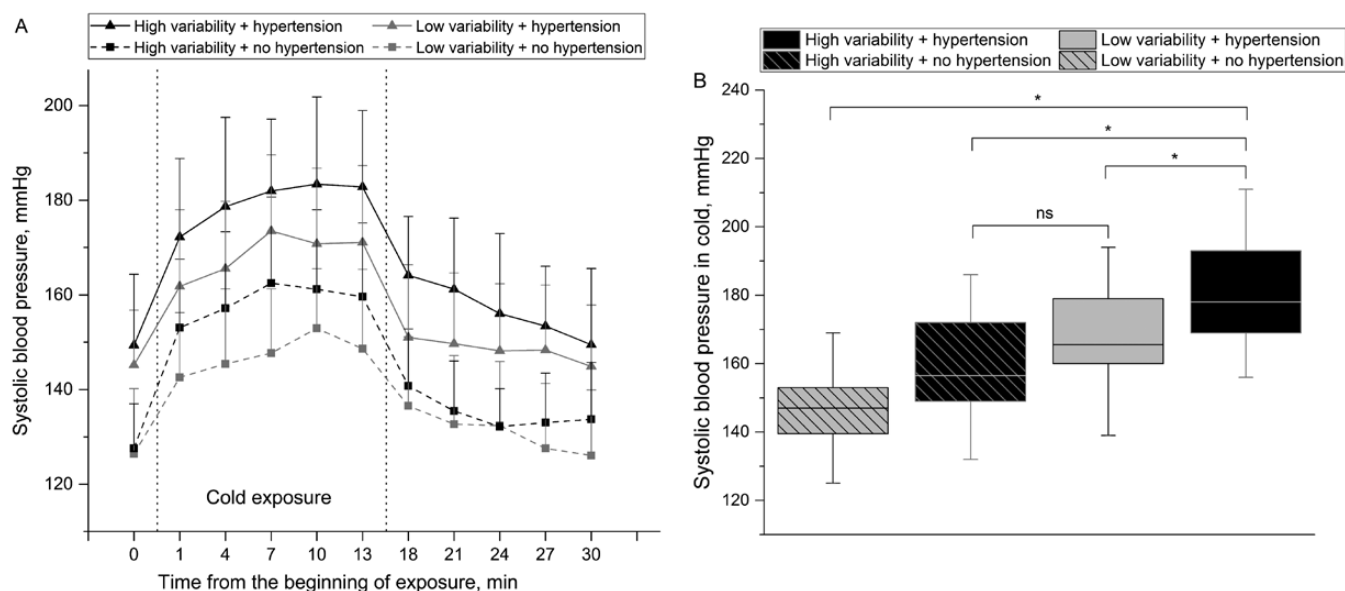 A
High variability + hypertension
Low variability + hypertension
High variability + no hypertension
Low variability + no hypertension
Systolic blood pressure, mmHg
200
180
160
140
120
Cold exposure
0 1 4 7 10 13 18 21 24 27 30
Time from the beginning of exposure, min
B
High variability + hypertension
Low variability + hypertension
High variability + no hypertension
Low variability + no hypertension
Systolic blood pressure in cold, mmHg
240
220
200
180
160
140
120
*
*
*
ns